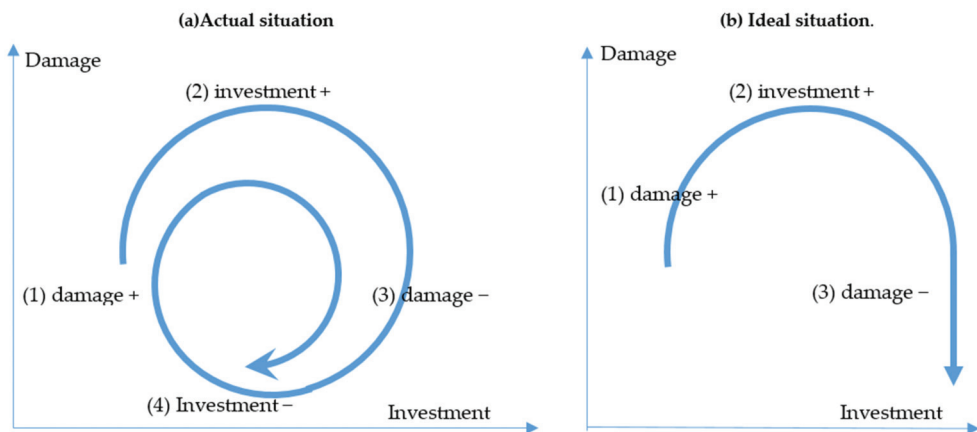 (a)Actual situation
Damage
(2) investment +
(1) damage +
(3) damage −
(4) Investment −
Investment
(b) Ideal situation.
Damage
(2) investment +
(1) damage +
(3) damage −
Investment